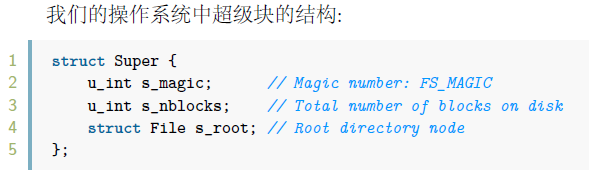 我们的操作系统中超级块的结构:
1 struct Super {
2 u_int s_magic; // Magic number: FS_MAGIC
3 u_int s_nblocks; // Total number of blocks on disk
4 struct File s_root; // Root directory node
5 };